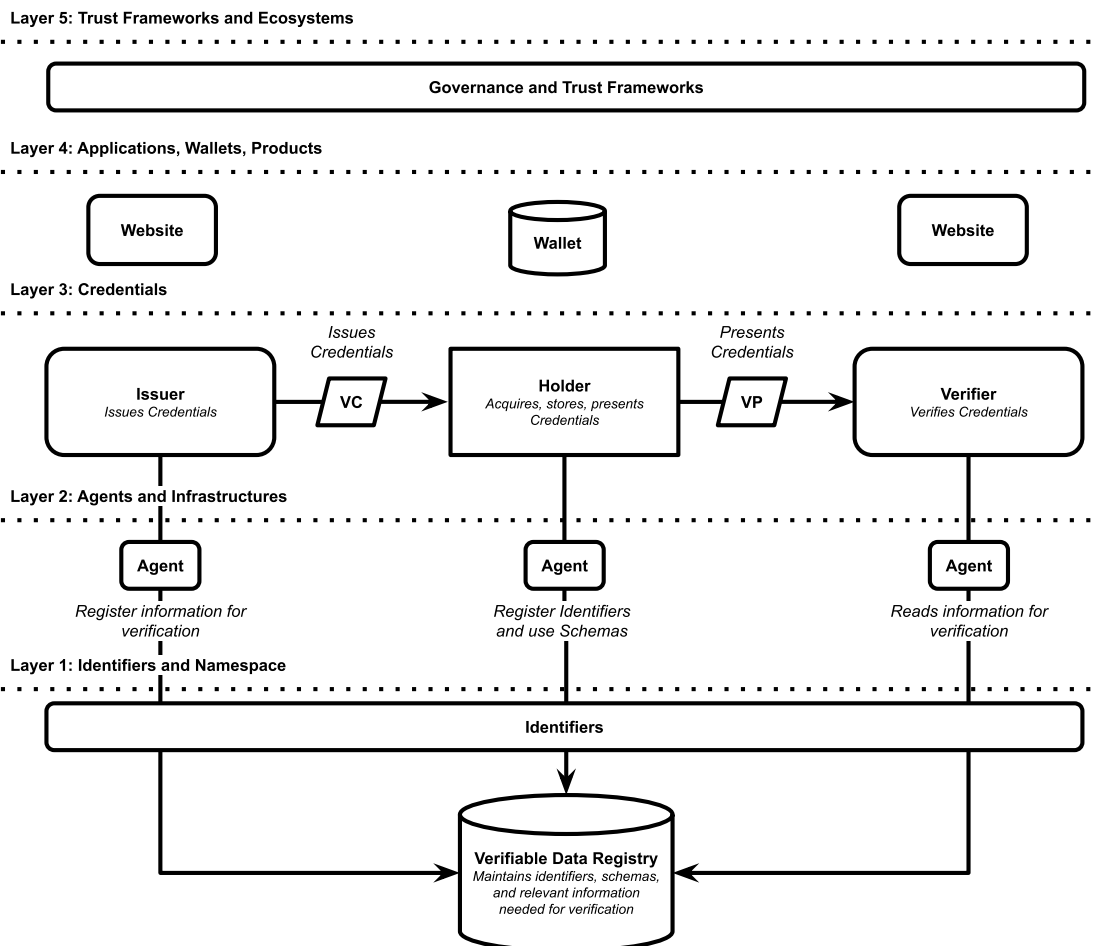 Layer 5: Trust Frameworks and Ecosystems
Governance and Trust Frameworks
Layer 4: Applications, Wallets, Products
Website
Wallet
Website
Layer 3: Credentials
Issues
Credentials
Presents
Credentials
Issuer
Issues Credentials
VC
Holder
Acquires, stores, presents
Credentials
VP
Verifier
Verifies Credentials
Layer 2: Agents and Infrastructures
Agent
Agent
Agent
Register information for
verification
Register Identifiers
and use Schemas
Reads information for
verification
Layer 1: Identifiers and Namespace
Identifiers
Verifiable Data Registry
Maintains identifiers, schemas,
and relevant information
needed for verification